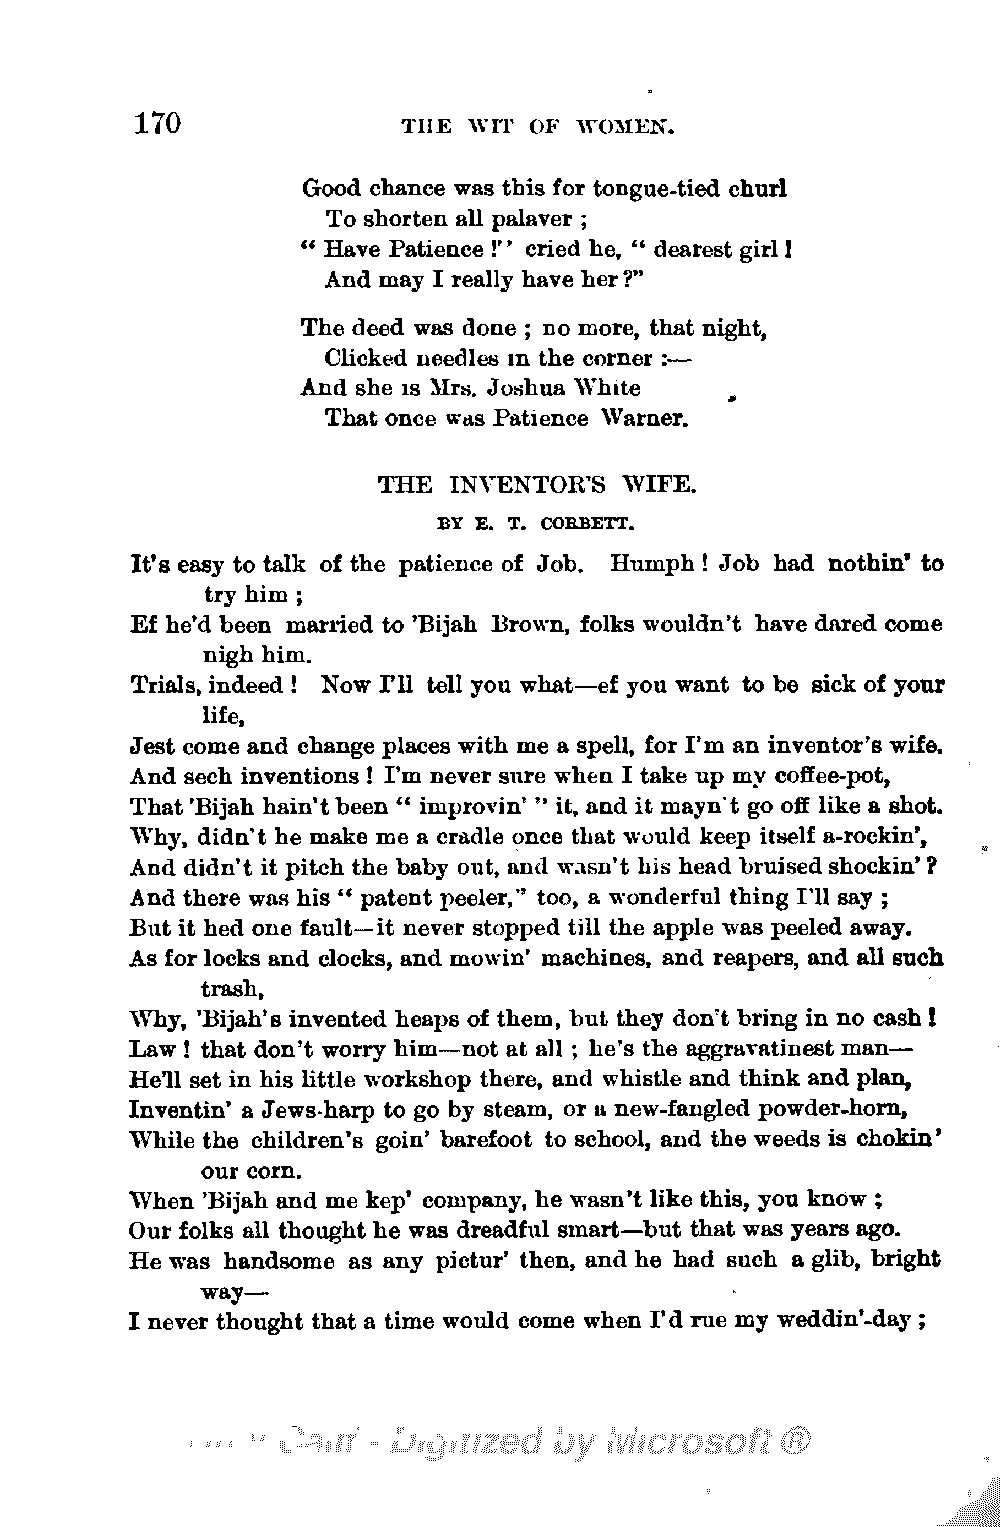 170 THE WIT OF WOMEN.
Good chance was this for tongue-tied churl
To shorten all palaver ;
“ Have Patience !” cried he, “ dearest girl !
And may I really have her ?”
The deed was done ; no more, that night,
Clicked needles in the corner :—
And she is Mrs. Joshua White
That once was Patience Warner.
THE INVENTOR'S WIFE.
BY E. T. CORBETT.
It's easy to talk of the patience of Job. Humph ! Job had nothin' to
try him ;
Ef he'd been married to 'Bijah Brown, folks wouldn't have dared come
nigh him.
Trials, indeed ! Now I'll tell you what—ef you want to be sick of your
life,
Jest come and change places with me a spell, for I'm an inventor's wife.
And sech inventions ! I'm never sure when I take up my coffee-pot,
That 'Bijah hain't been “ improvin' ” it, and it mayn't go off like a shot.
Why, didn't he make me a cradle once that would keep itself a-rockin',
And didn't it pitch the baby out, and wasn't his head bruised shockin' ?
And there was his “ patent peeler,” too, a wonderful thing I'll say ;
But it hed one fault—it never stopped till the apple was peeled away.
As for locks and clocks, and mowin' machines, and reapers, and all such
trash,
Why, 'Bijah's invented heaps of them, but they don't bring in no cash !
Law ! that don't worry him—not at all ; he's the aggravatinest man—
He'll set in his little workshop there, and whistle and think and plan,
Inventin' a Jews-harp to go by steam, or a new-fangled powder-horn,
While the children's goin' barefoot to school, and the weeds is chokin'
our corn.
When 'Bijah and me kep' company, he wasn't like this, you know ;
Our folks all thought he was dreadful smart—but that was years ago.
He was handsome as any pictur' then, and he had such a glib, bright
way—
I never thought that a time would come when I'd rue my weddin'-day ;
- Digitized by Microsoft ®